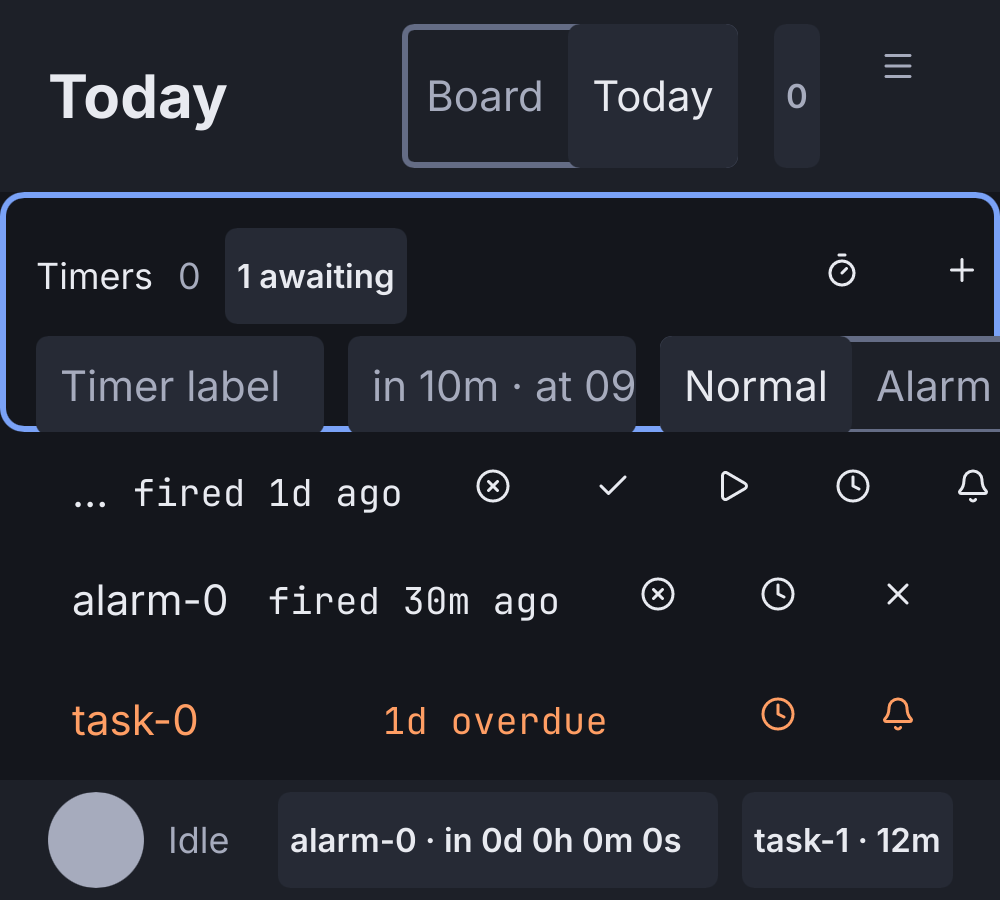 Today
Board Today 0
Timers 0 1 awaiting
Timer label in 10m · at 09 Normal Alarm
... fired 1d ago
alarm-0 fired 30m ago
task-0 1d overdue
Idle alarm-0 · in 0d 0h 0m 0s task-1 · 12m